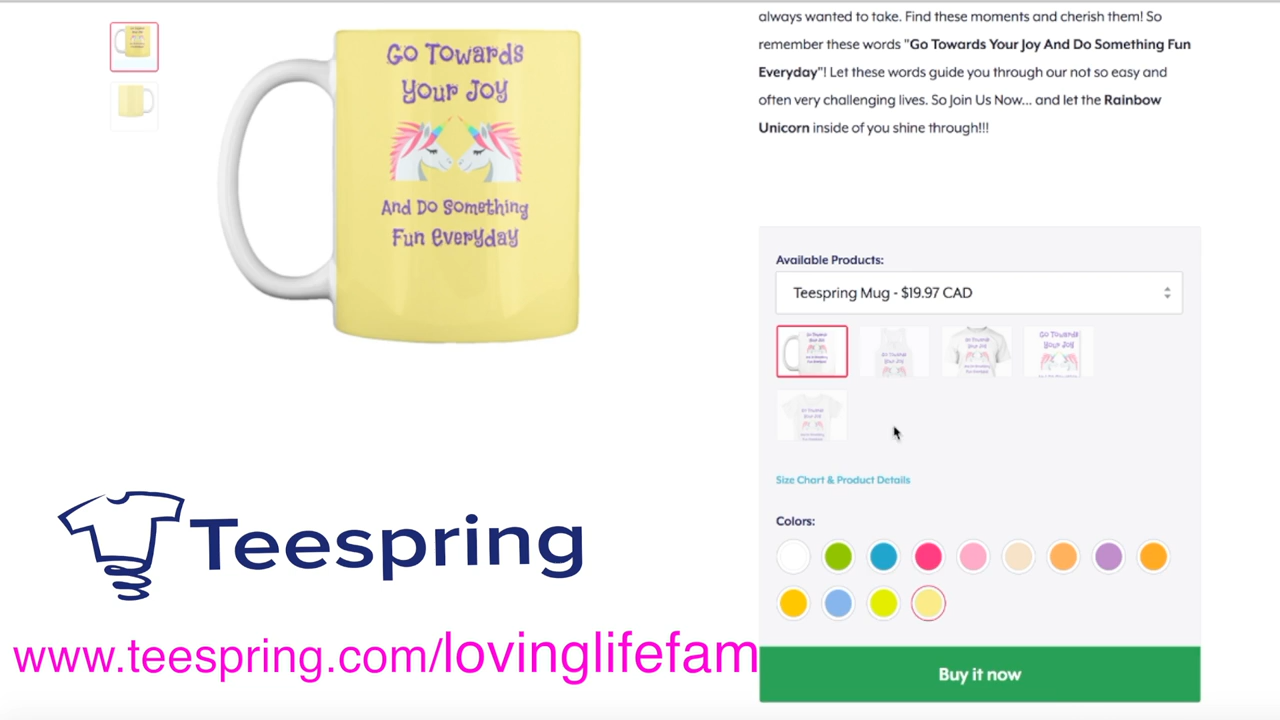 Go Towards
Your Joy
And Do Something
Fun Everyday
always wanted to take. Find these moments and cherish them! So
remember these words "Go Towards Your Joy And Do Something Fun
Everyday"! Let these words guide you through our not so easy and
often very challenging lives. So Join Us Now... and let the Rainbow
Unicorn inside of you shine through!!!
Available Products:
Teespring Mug - $19.97 CAD
Go Towards
Your Joy
Size Chart & Product Details
Colors:
Buy it now
Teespring
www.teespring.com/lovinglifefam